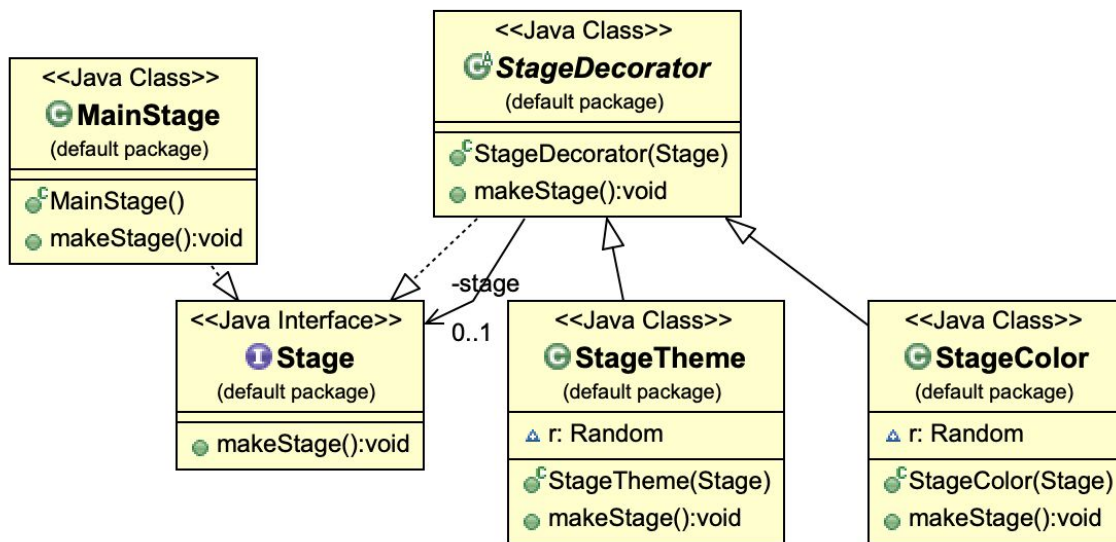 <<Java Class>>
MainStage
(default package)
MainStage()
makeStage():void
<<Java Class>>
StageDecorator
(default package)
StageDecorator(Stage)
makeStage():void
-stage
0..1
<<Java Interface>>
Stage
(default package)
makeStage():void
<<Java Class>>
StageTheme
(default package)
r: Random
StageTheme(Stage)
makeStage():void
<<Java Class>>
StageColor
(default package)
r: Random
StageColor(Stage)
makeStage():void